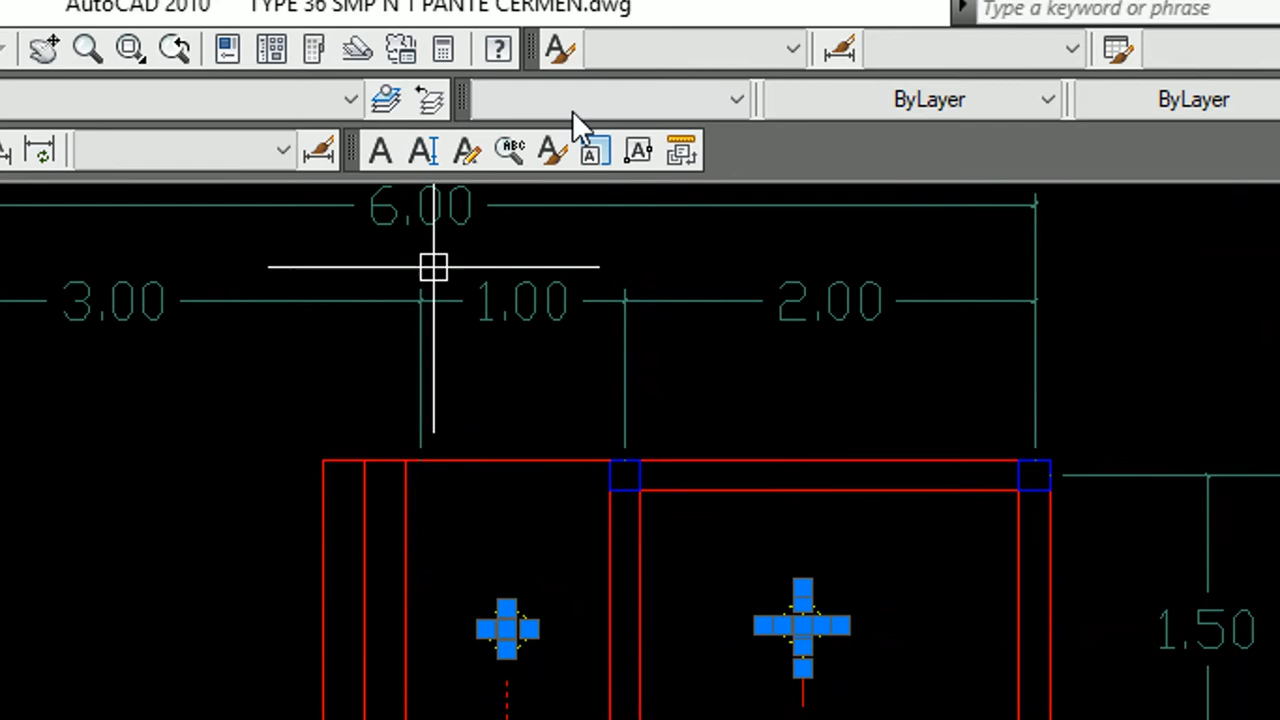 AutoCAD 2010 TYPE 36 SMP N 1 PANTE CERMEN.dwg
Type a keyword or phrase
ByLayer ByLayer
6.00
3.00 1.00 2.00
1.50